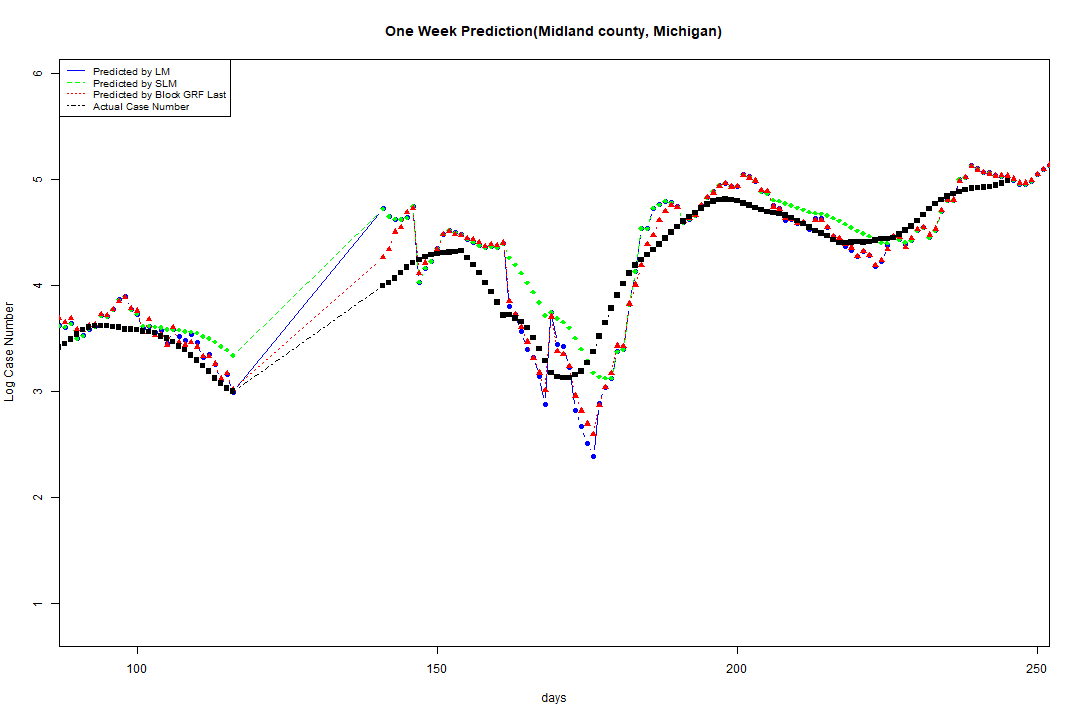 One Week Prediction(Midland county, Michigan)
Predicted by LM
Predicted by SLM
Predicted by Block GRF Last
Actual Case Number
6
5
4
3
2
1
Log Case Number
100 150 200 250
days